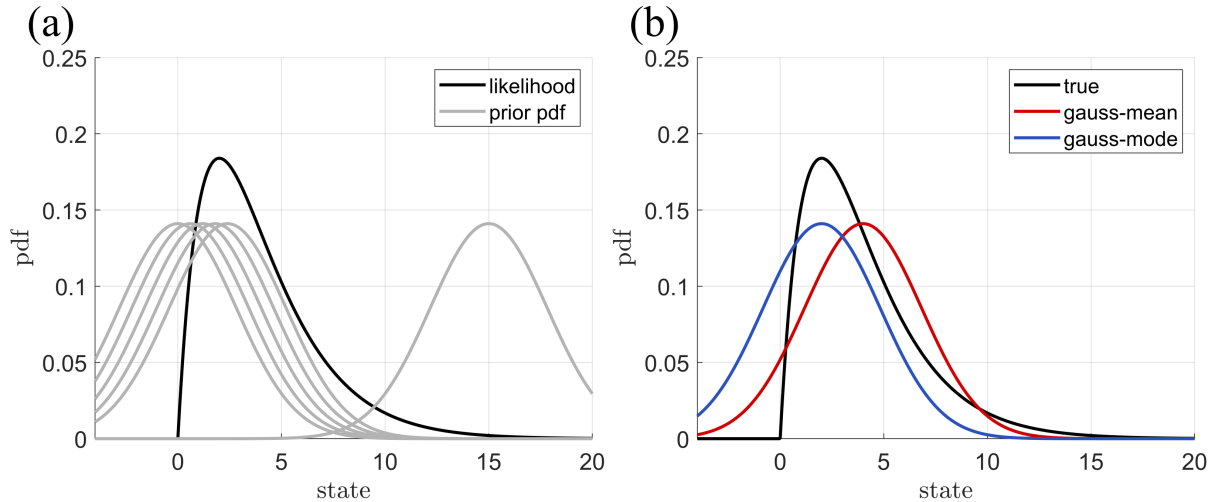 (a)
0.25
0.2
0.15
0.1
0.05
0
pdf
likelihood
prior pdf
0 5 10 15 20
state
(b)
0.25
0.2
0.15
0.1
0.05
0
pdf
true
gauss-mean
gauss-mode
0 5 10 15 20
state